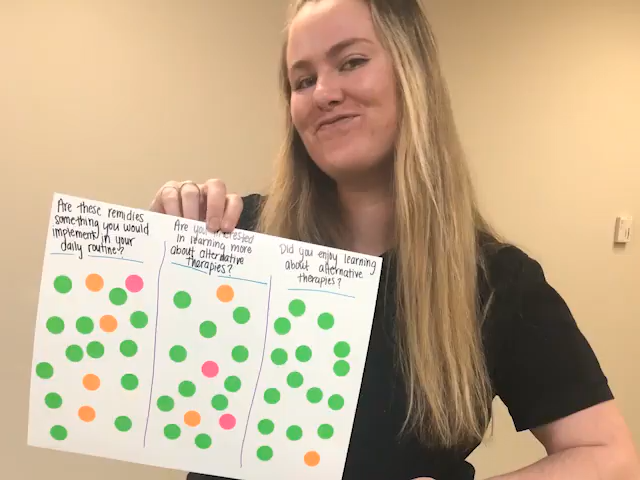 Are these remidies
something you would
implement in your
daily routine?
Are you interested
in learning more
about alternative
therapies?
Did you enjoy learning
about alternative
therapies?